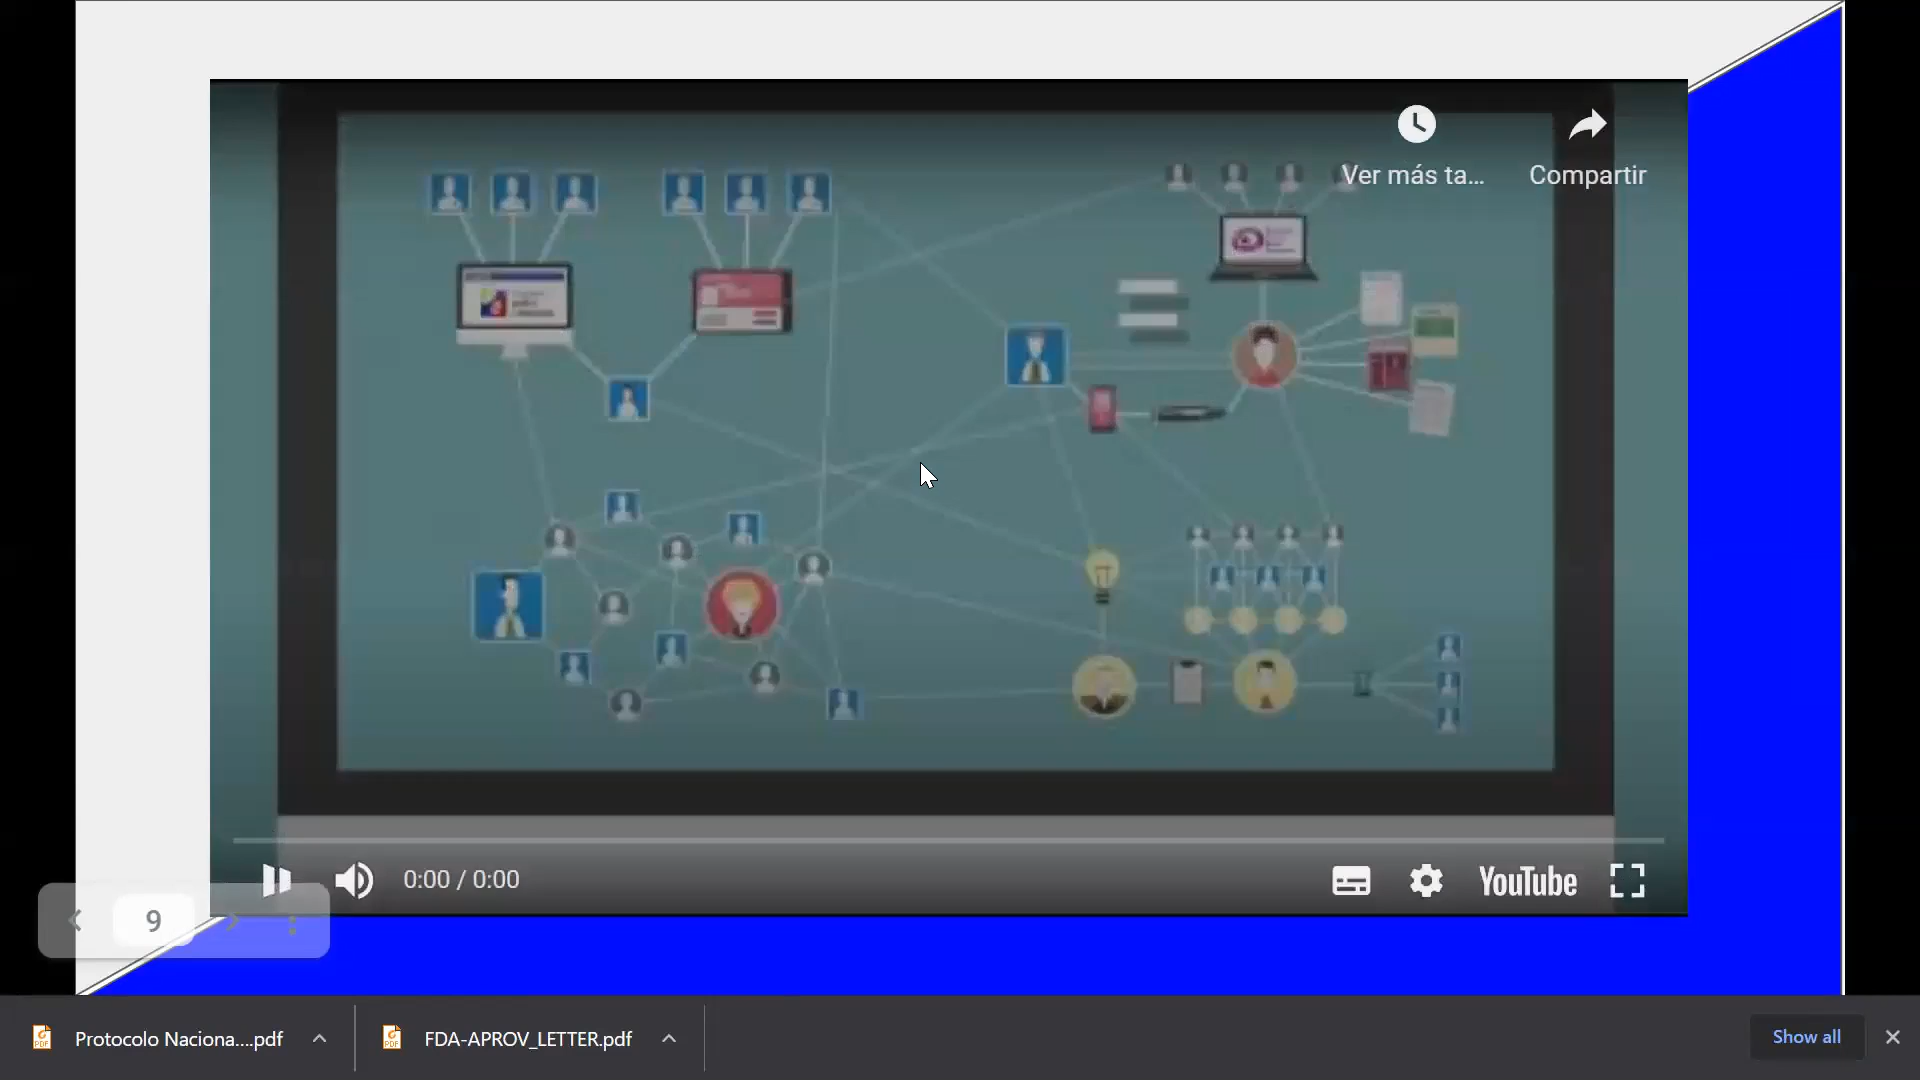 Ver más ta...
Compartir
0:00 / 0:00
YouTube
9
Protocolo Naciona....pdf
FDA-APROV_LETTER.pdf
Show all